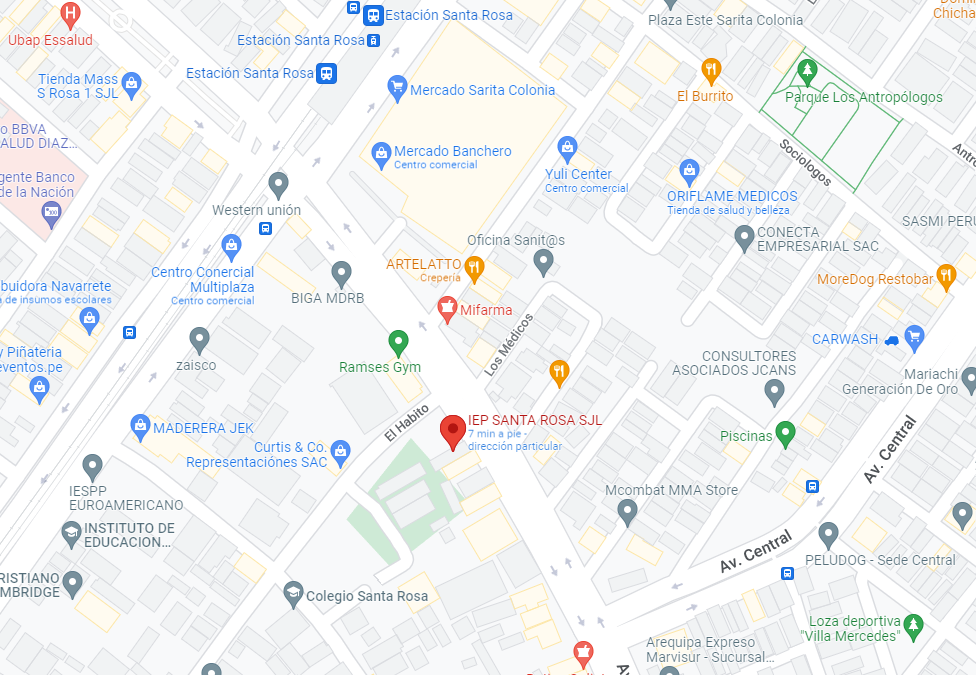 Estación Santa Rosa
Plaza Este Sarita Colonia
Chicha
Ubap Essalud
Estación Santa Rosa
Estación Santa Rosa
Tienda Mass
S Rosa 1 SJL
Mercado Sarita Colonia
El Burrito
Parque Los Antropólogos
o BBVA
ALUD DIAZ...
Mercado Banchero
Centro comercial
Sociologos
Antro
gente Banco
de la Nación
Yuli Center
Centro comercial
ORIFLAME MEDICOS
Tienda de salud y belleza
Western unión
SASMI PERU
Oficina Sanit@s
CONECTA
EMPRESARIAL SAC
Centro Conercial
Multiplaza
Centro comercial
ARTELATTO
Crepería
MoreDog Restobar
ibuidora Navarrete
a de insumos escolares
BIGA MDRB
Mifarma
Los Médicos
CARWASH
y Piñateria
eventos.pe
zaisco
Ramses Gym
CONSULTORES
ASOCIADOS JCANS
Mariachi
Generación De Oro
El Habito
IEP SANTA ROSA SJL
7 min a pie -
dirección particular
MADERERA JEK
Piscinas
Av. Central
Curtis & Co.
Representaciónes SAC
IESPP
EUROAMERICANO
Mcombat MMA Store
INSTITUTO DE
EDUCACION...
Av. Central
PELUDOG - Sede Central
RISTIANO
MBRIDGE
Colegio Santa Rosa
Loza deportiva
"Villa Mercedes"
Arequipa Expreso
Marvisur - Sucursal...